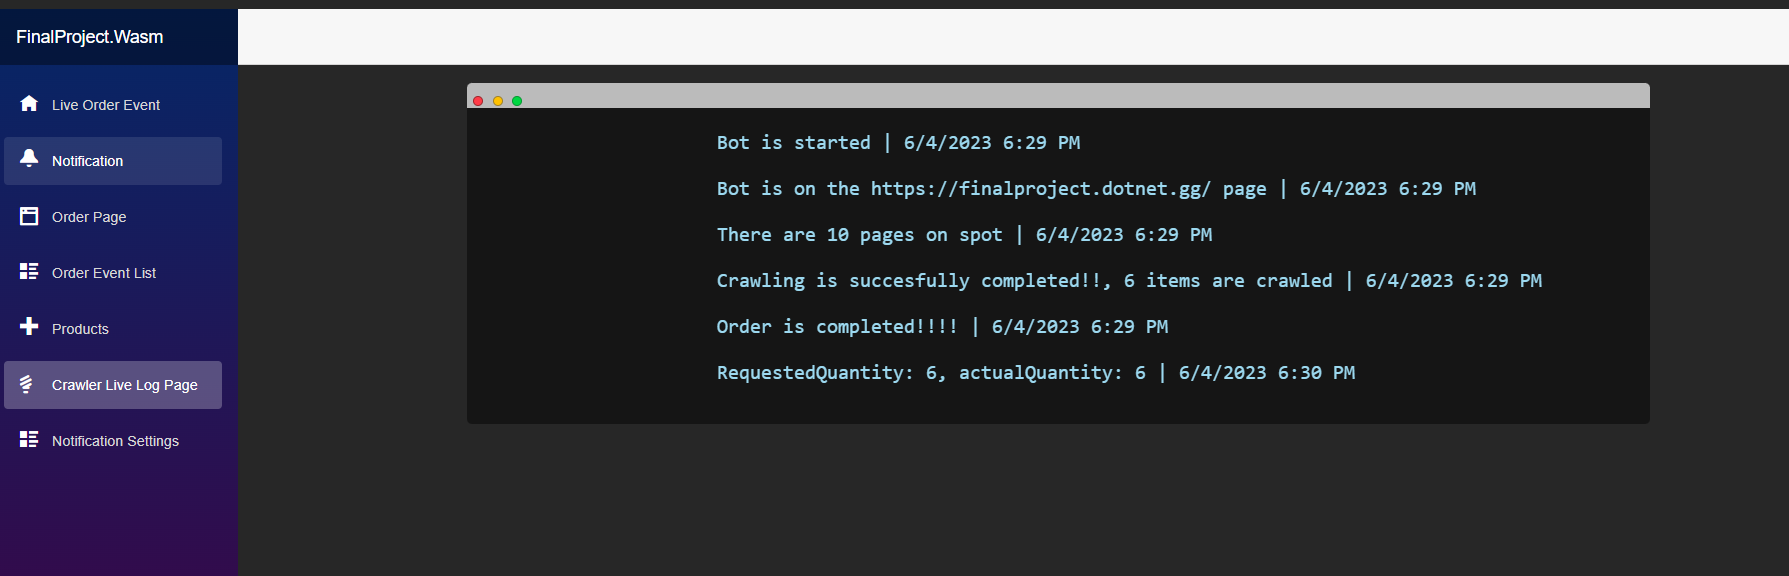 FinalProject.Wasm
Live Order Event
Notification
Order Page
Order Event List
Products
Crawler Live Log Page
Notification Settings
Bot is started | 6/4/2023 6:29 PM
Bot is on the https://finalproject.dotnet.gg/ page | 6/4/2023 6:29 PM
There are 10 pages on spot | 6/4/2023 6:29 PM
Crawling is succesfully completed!!, 6 items are crawled | 6/4/2023 6:29 PM
Order is completed!!!! | 6/4/2023 6:29 PM
RequestedQuantity: 6, actualQuantity: 6 | 6/4/2023 6:30 PM